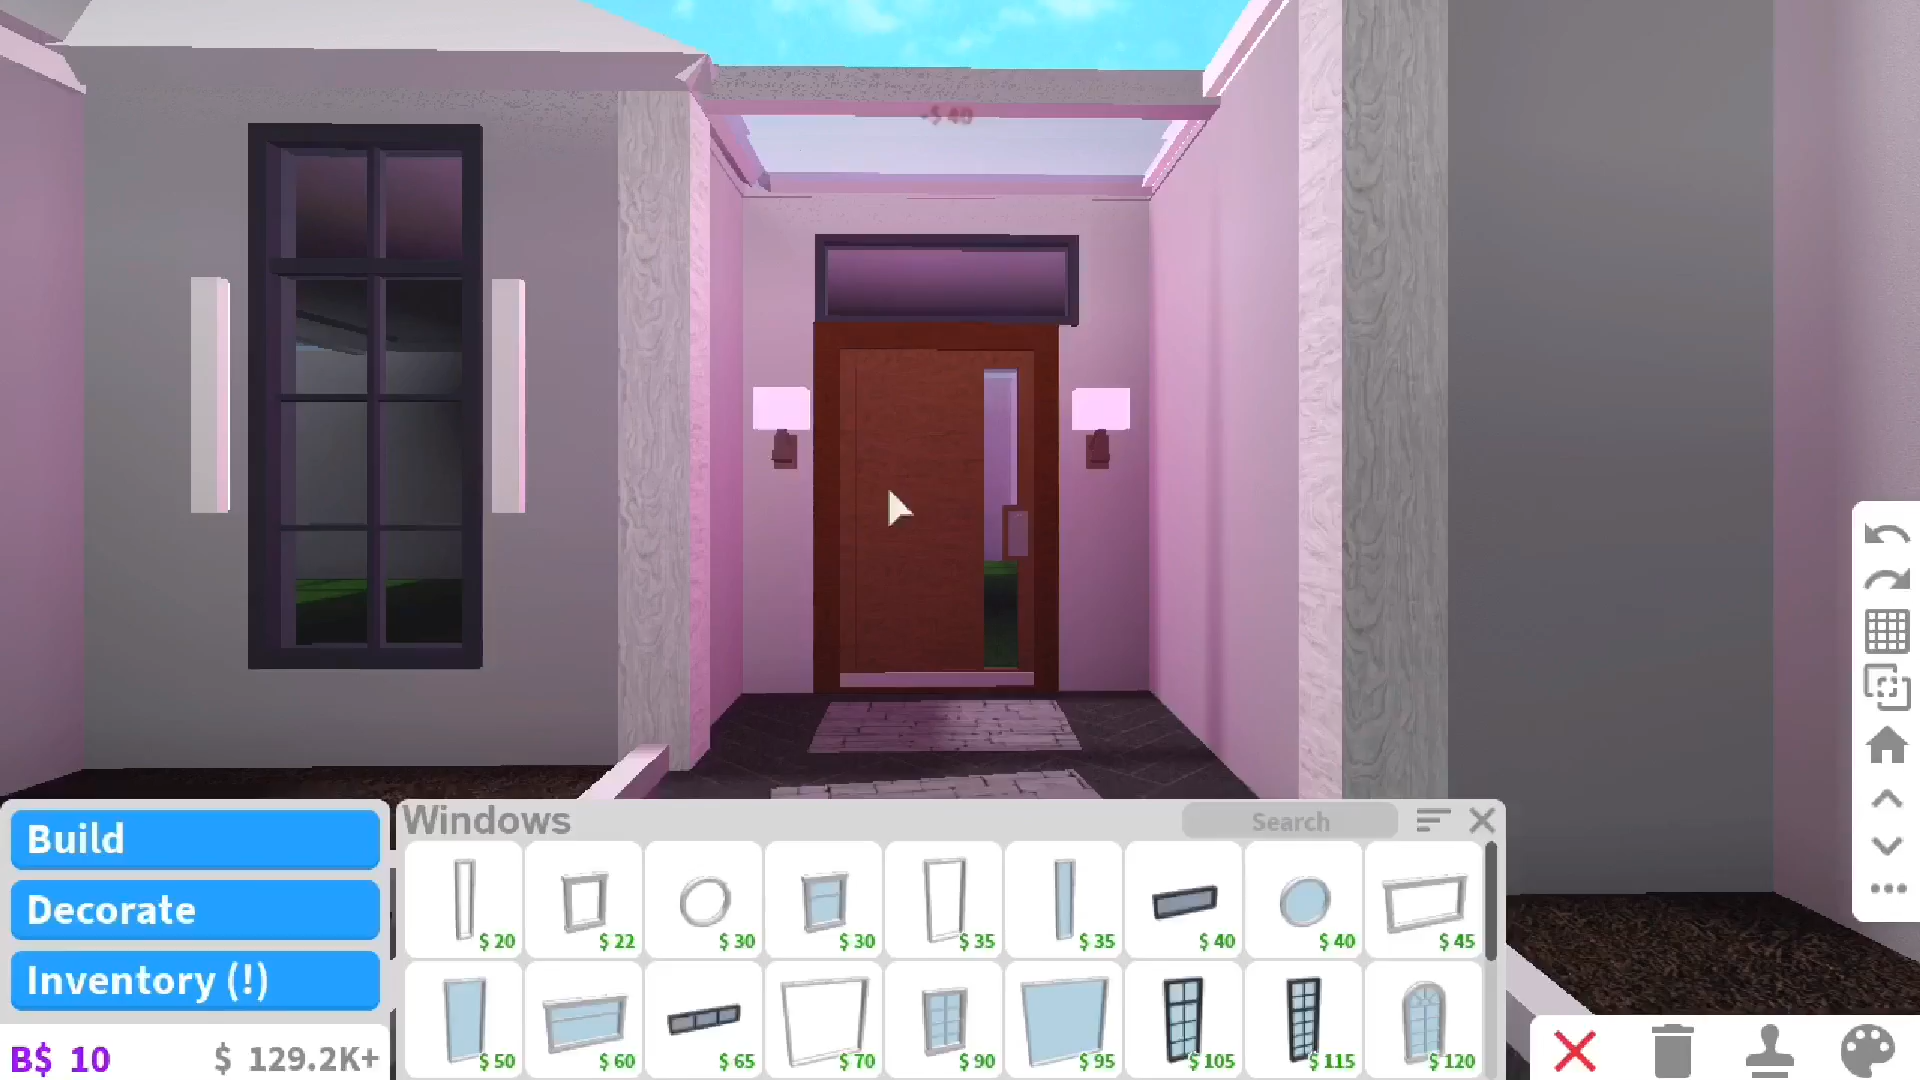 -$ 40
Windows
Search
$ 20
$ 22
$ 30
$ 30
$ 35
$ 35
$ 40
$ 40
$ 45
$ 50
$ 60
$ 65
$ 70
$ 90
$ 95
$ 105
$ 115
$ 120
Build
Decorate
Inventory (!)
B$ 10
$ 129.2K+